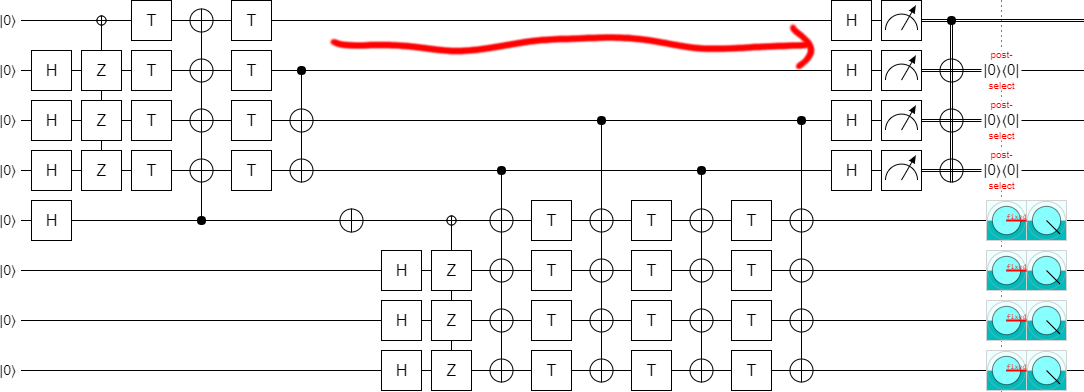 |0⟩ T T H
post-
|0⟩ H Z T T H |0⟩⟨0|
select
post-
|0⟩ H Z T T H |0⟩⟨0|
select
post-
|0⟩ H Z T T H |0⟩⟨0|
select
|0⟩ H T T T
|0⟩ H Z T T T
|0⟩ H Z T T T
|0⟩ H Z T T T